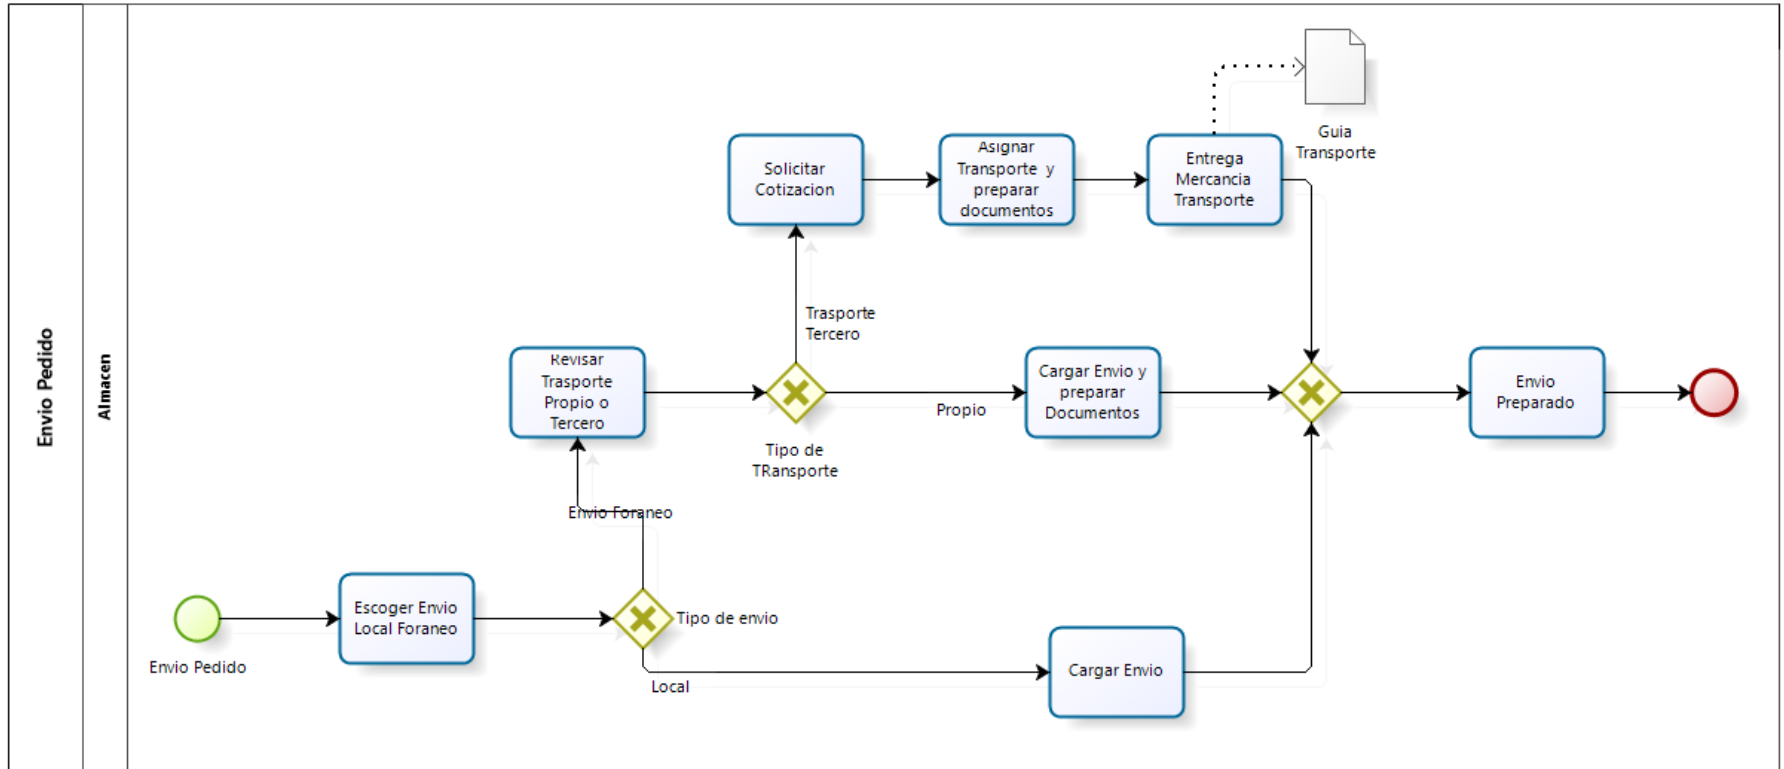 Envio Pedido
Almacen
Guia
Transporte
Solicitar
Cotizacion
Asignar
Transporte y
preparar
documentos
Entrega
Mercancia
Transporte
Trasporte
Tercero
Revisar
Trasporte
Propio o
Tercero
Tipo de
TRansporte
Propio
Cargar Envio y
preparar
Documentos
Envio
Preparado
Envio Foraneo
Envio Pedido
Escoger Envio
Local Foraneo
Tipo de envio
Local
Cargar Envio